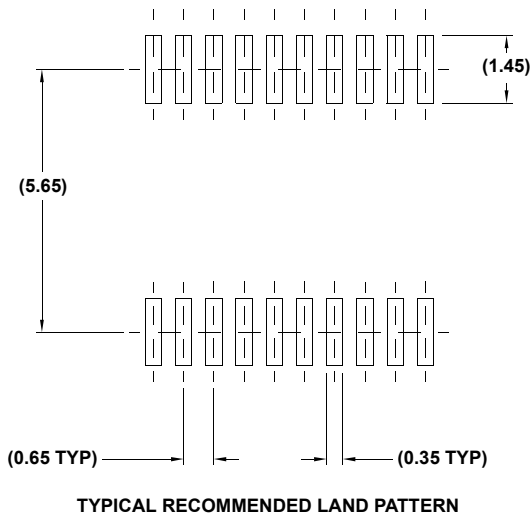 (1.45)
(5.65)
(0.65 TYP)
(0.35 TYP)
TYPICAL RECOMMENDED LAND PATTERN